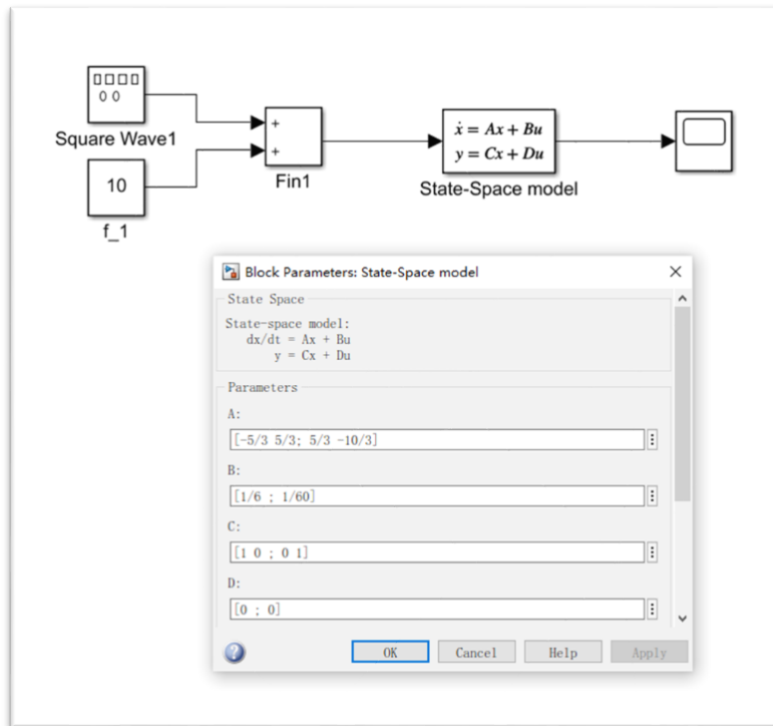 Square Wave1
10
f_1
+
+
Fin1
ẋ = Ax + Bu
y = Cx + Du
State-Space model
Block Parameters: State-Space model
State Space
State-space model:
dx/dt = Ax + Bu
y = Cx + Du
Parameters
A:
[-5/3 5/3; 5/3 -10/3]
B:
[1/6 ; 1/60]
C:
[1 0 ; 0 1]
D:
[0 ; 0]
OK Cancel Help Apply